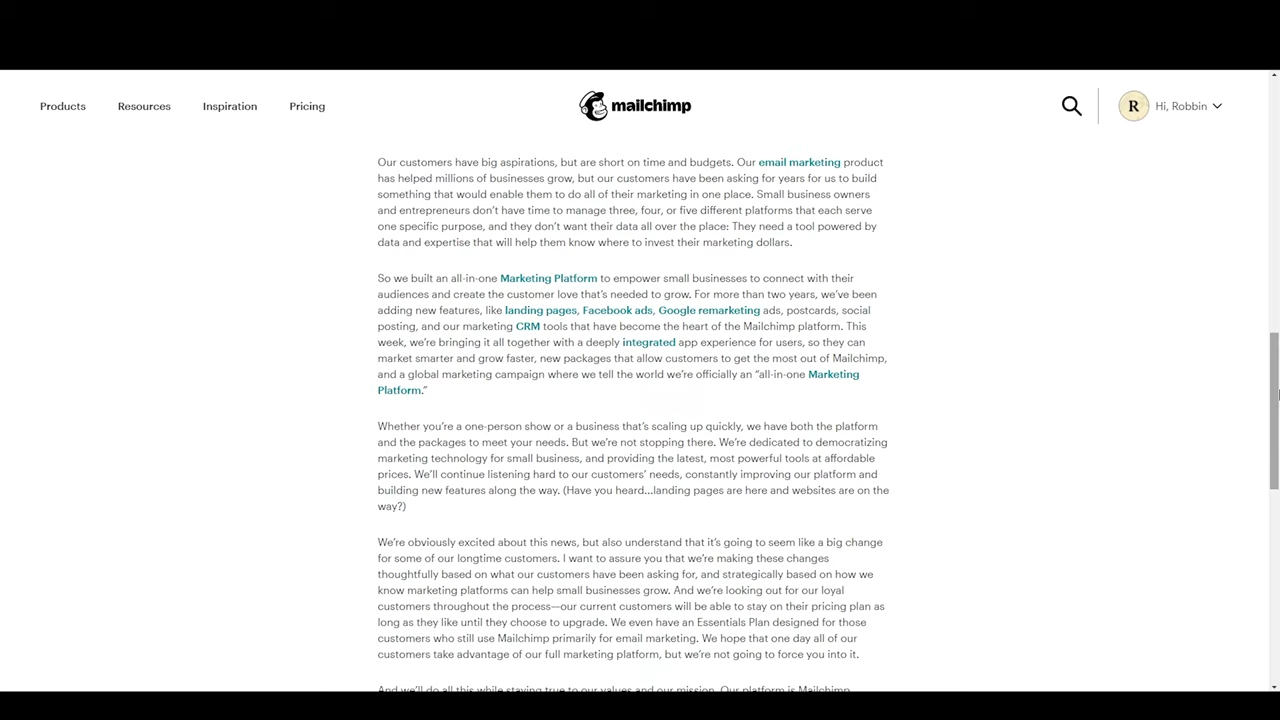 Products Resources Inspiration Pricing mailchimp R Hi, Robbin
Our customers have big aspirations, but are short on time and budgets. Our email marketing product
has helped millions of businesses grow, but our customers have been asking for years for us to build
something that would enable them to do all of their marketing in one place. Small business owners
and entrepreneurs don’t have time to manage three, four, or five different platforms that each serve
one specific purpose, and they don’t want their data all over the place: They need a tool powered by
data and expertise that will help them know where to invest their marketing dollars.
So we built an all-in-one Marketing Platform to empower small businesses to connect with their
audiences and create the customer love that’s needed to grow. For more than two years, we’ve been
adding new features, like landing pages, Facebook ads, Google remarketing ads, postcards, social
posting, and our marketing CRM tools that have become the heart of the Mailchimp platform. This
week, we’re bringing it all together with a deeply integrated app experience for users, so they can
market smarter and grow faster, new packages that allow customers to get the most out of Mailchimp,
and a global marketing campaign where we tell the world we’re officially an “all-in-one Marketing
Platform.”
Whether you’re a one-person show or a business that’s scaling up quickly, we have both the platform
and the packages to meet your needs. But we’re not stopping there. We’re dedicated to democratizing
marketing technology for small business, and providing the latest, most powerful tools at affordable
prices. We’ll continue listening hard to our customers’ needs, constantly improving our platform and
building new features along the way. (Have you heard...landing pages are here and websites are on the
way?)
We’re obviously excited about this news, but also understand that it’s going to seem like a big change
for some of our longtime customers. I want to assure you that we’re making these changes
thoughtfully based on what our customers have been asking for, and strategically based on how we
know marketing platforms can help small businesses grow. And we’re looking out for our loyal
customers throughout the process—our current customers will be able to stay on their pricing plan as
long as they like until they choose to upgrade. We even have an Essentials Plan designed for those
customers who still use Mailchimp primarily for email marketing. We hope that one day all of our
customers take advantage of our full marketing platform, but we’re not going to force you into it.
And we’ll do all this while staying true to our values and our mission. Our platform is Mailchimp